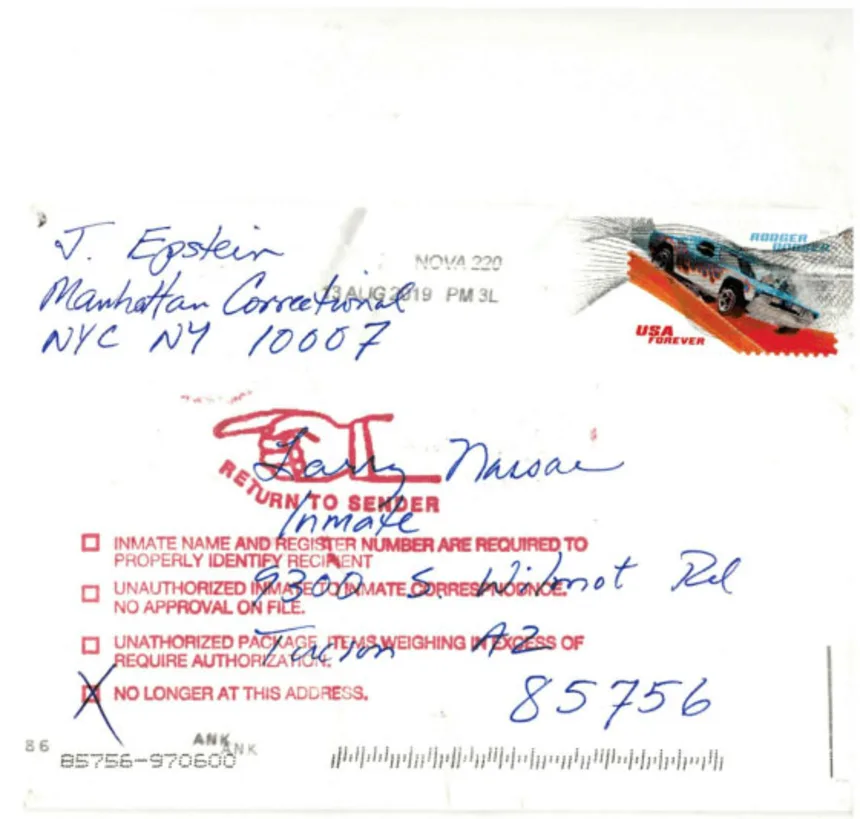 J. Epstein
Manhattan Correctional
NYC NY 10007
NOVA 220
13 AUG 2019 PM 3L
RODGER
DODGER
USA
FOREVER
Larry Nassar
RETURN TO SENDER
Inmate
INMATE NAME AND REGISTER NUMBER ARE REQUIRED TO
PROPERLY IDENTIFY RECIPIENT
9300 S. Wilmot Rd
UNAUTHORIZED INMATE TO INMATE
NO APPROVAL ON FILE.
Tucson AZ
UNATHORIZED PACKAGE, ITEMS WEIGHING IN EXCESS OF
REQUIRE AUTHORIZATION.
X NO LONGER AT THIS ADDRESS.
85756
86
ANK
ANK
85756-970600